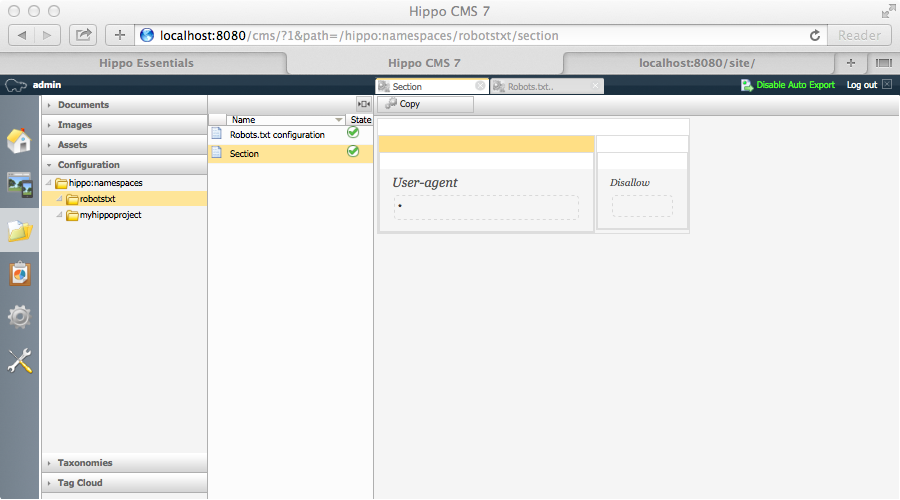 Hippo CMS 7
localhost:8080/cms/?1&path=/hippo:namespaces/robotstxt/section
Reader
Hippo Essentials
Hippo CMS 7
localhost:8080/site/
admin
Section
Robots.txt..
Disable Auto Export
Log out
Documents
Images
Assets
Configuration
hippo:namespaces
robotstxt
myhippoproject
Taxonomies
Tag Cloud
Name
State
Robots.txt configuration
Section
Copy
User-agent
Disallow